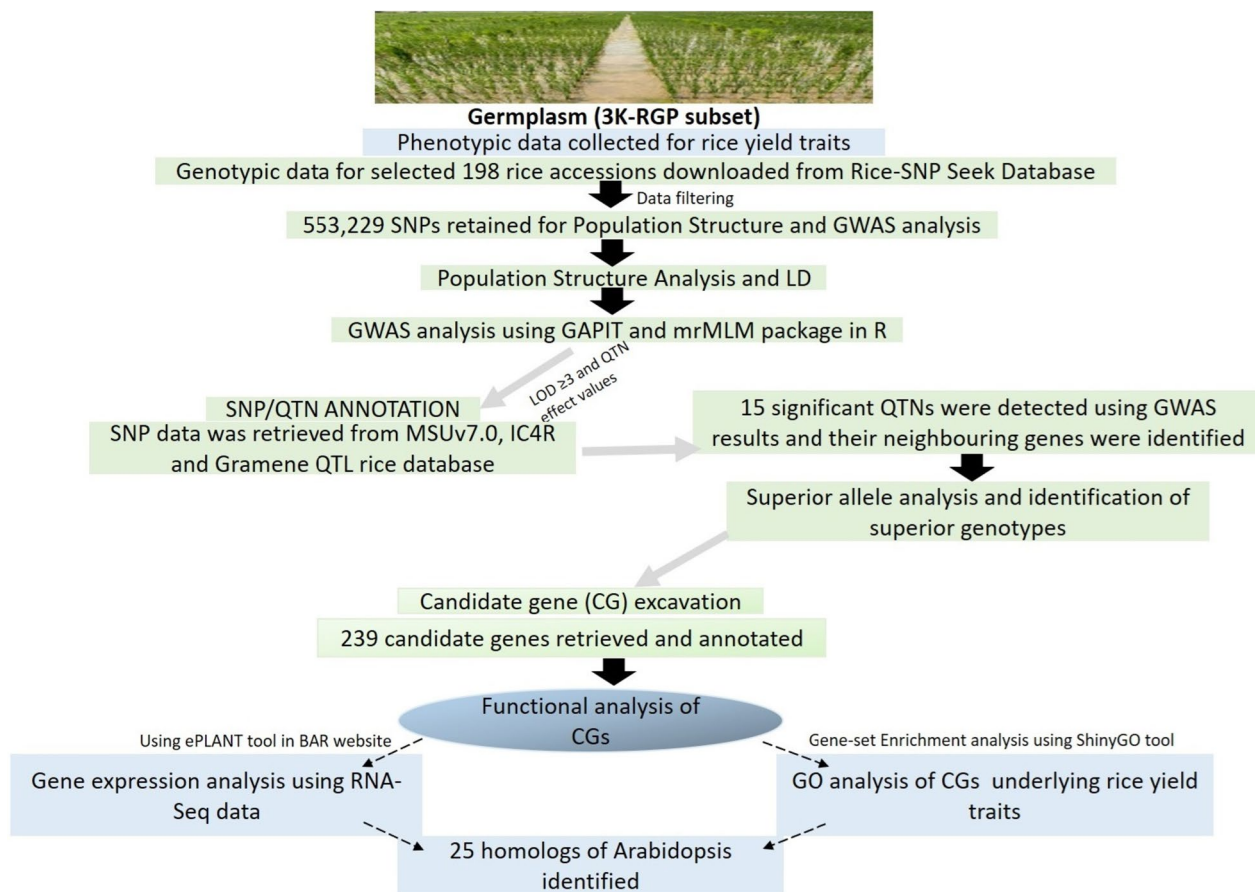 Germplasm (3K-RGP subset)
Phenotypic data collected for rice yield traits
Genotypic data for selected 198 rice accessions downloaded from Rice-SNP Seek Database
Data filtering
553,229 SNPs retained for Population Structure and GWAS analysis
Population Structure Analysis and LD
GWAS analysis using GAPIT and mrMLM package in R
LOD ≥3 and QTN
effect values
SNP/QTN ANNOTATION
SNP data was retrieved from MSUv7.0, IC4R
and Gramene QTL rice database
15 significant QTNs were detected using GWAS
results and their neighbouring genes were identified
Superior allele analysis and identification of
superior genotypes
Candidate gene (CG) excavation
239 candidate genes retrieved and annotated
Functional analysis of
CGs
Using ePLANT tool in BAR website
Gene-set Enrichment analysis using ShinyGO tool
Gene expression analysis using RNA-
Seq data
GO analysis of CGs underlying rice yield
traits
25 homologs of Arabidopsis
identified